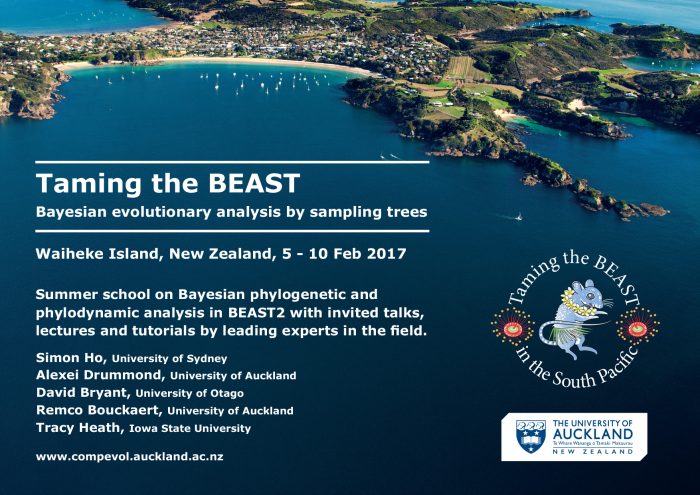 Taming the BEAST
Bayesian evolutionary analysis by sampling trees
Waiheke Island, New Zealand, 5 - 10 Feb 2017
Summer school on Bayesian phylogenetic and
phylodynamic analysis in BEAST2 with invited talks,
lectures and tutorials by leading experts in the field.
Simon Ho, University of Sydney
Alexei Drummond, University of Auckland
David Bryant, University of Otago
Remco Bouckaert, University of Auckland
Tracy Heath, Iowa State University
www.compevol.auckland.ac.nz
Taming the BEAST
in the South Pacific
THE UNIVERSITY OF
AUCKLAND
Te Whare Wānanga o Tāmaki Makaurau
NEW ZEALAND